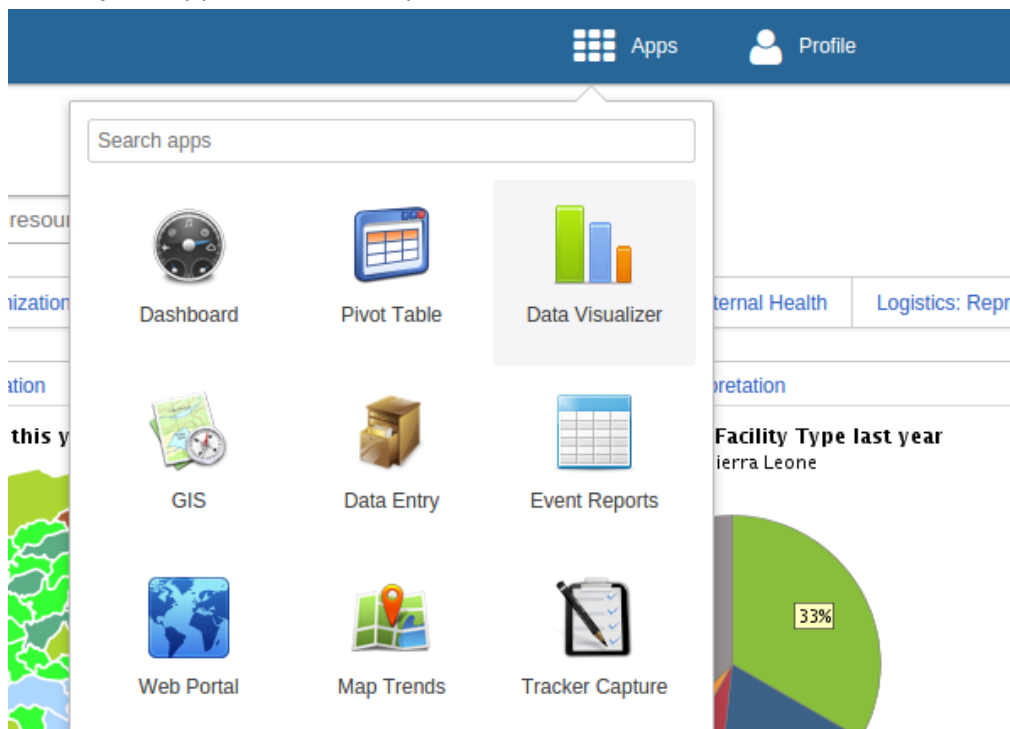 Apps Profile
Search apps
resou
Dashboard Pivot Table Data Visualizer
nization ternal Health Logistics: Repr
ation pretation
this y Facility Type last year
ierra Leone
GIS Data Entry Event Reports
33%
Web Portal Map Trends Tracker Capture